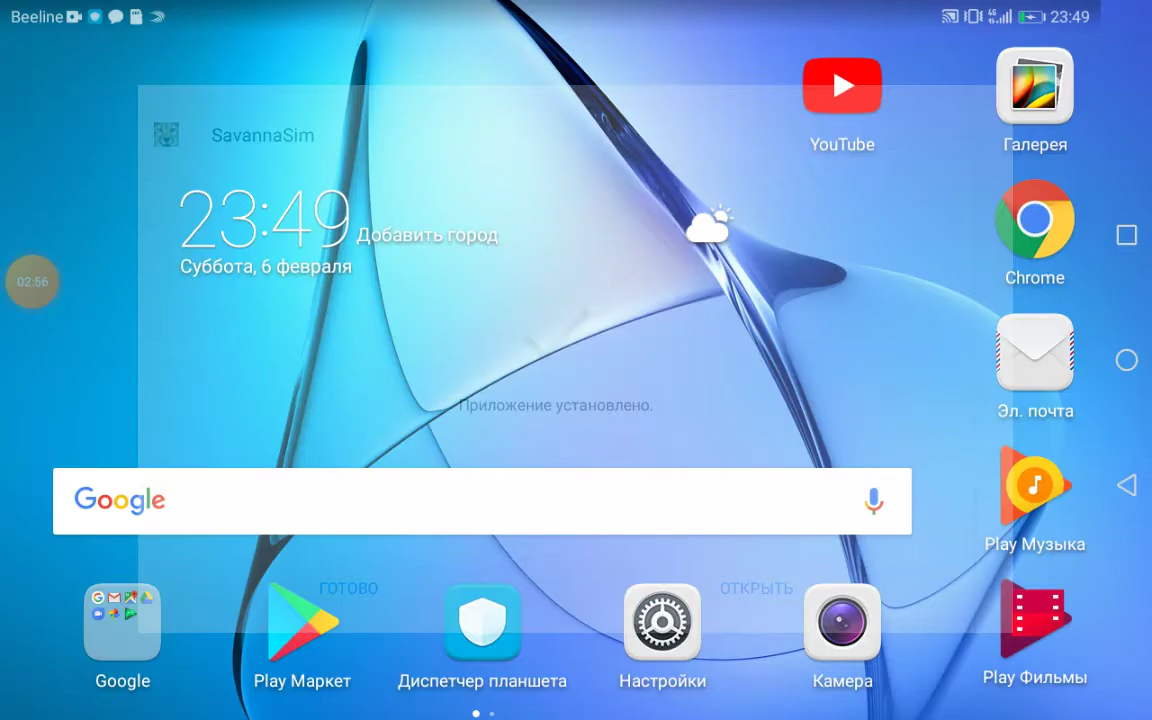 Beeline
4G
23:49
YouTube
Галерея
SavannaSim
23:49
Добавить город
Суббота, 6 февраля
Chrome
02:56
Приложение установлено.
Эл. почта
Google
Play Музыка
ГОТОВО
ОТКРЫТЬ
Google
Play Маркет
Диспетчер планшета
Настройки
Камера
Play Фильмы